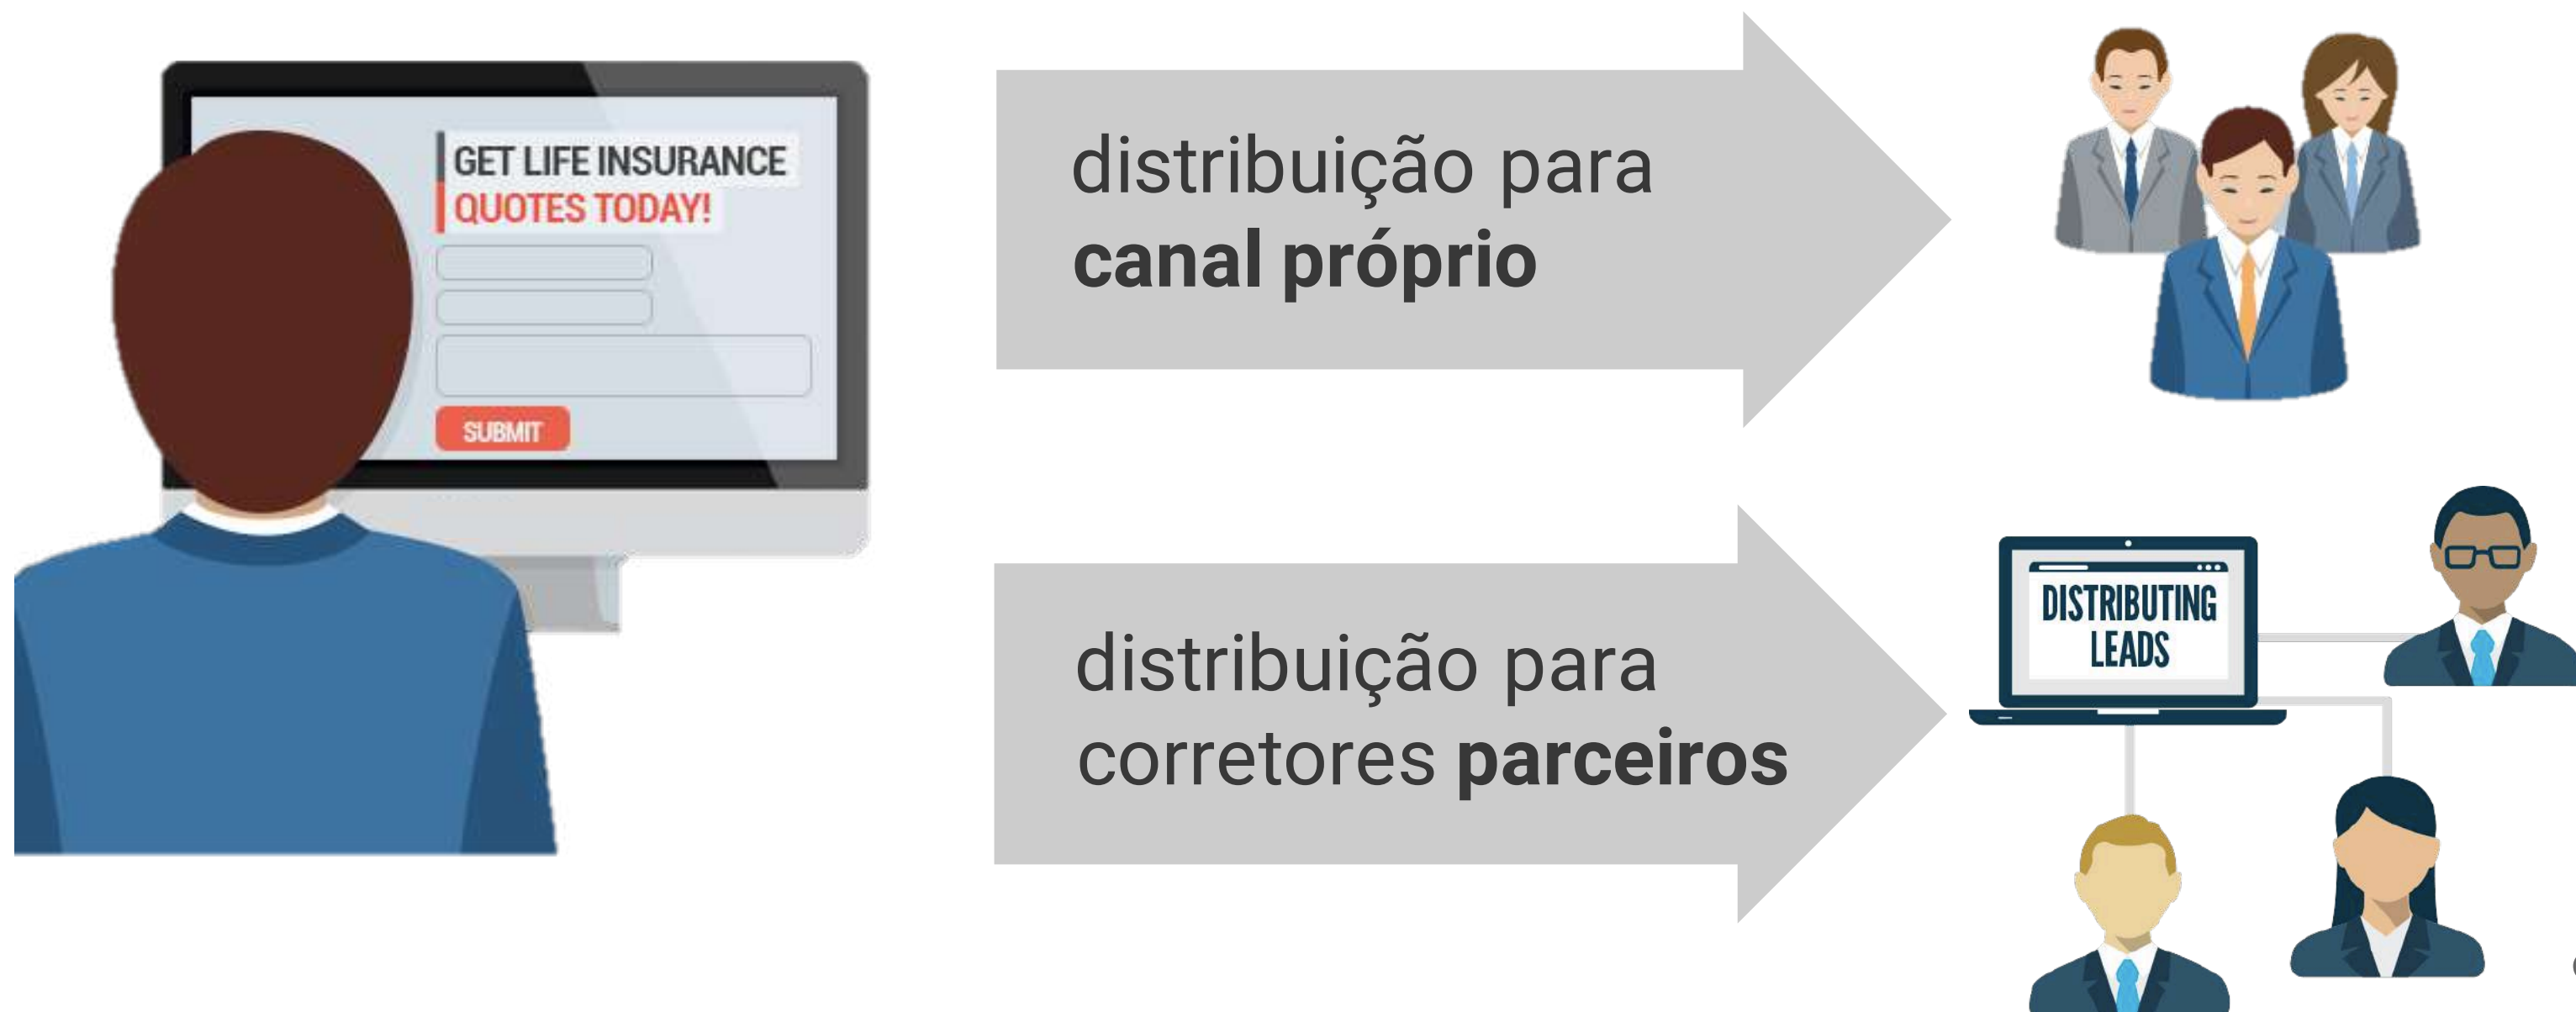 GET LIFE INSURANCE
QUOTES TODAY!
SUBMIT
distribuição para
canal próprio
distribuição para
corretores parceiros
DISTRIBUTING
LEADS